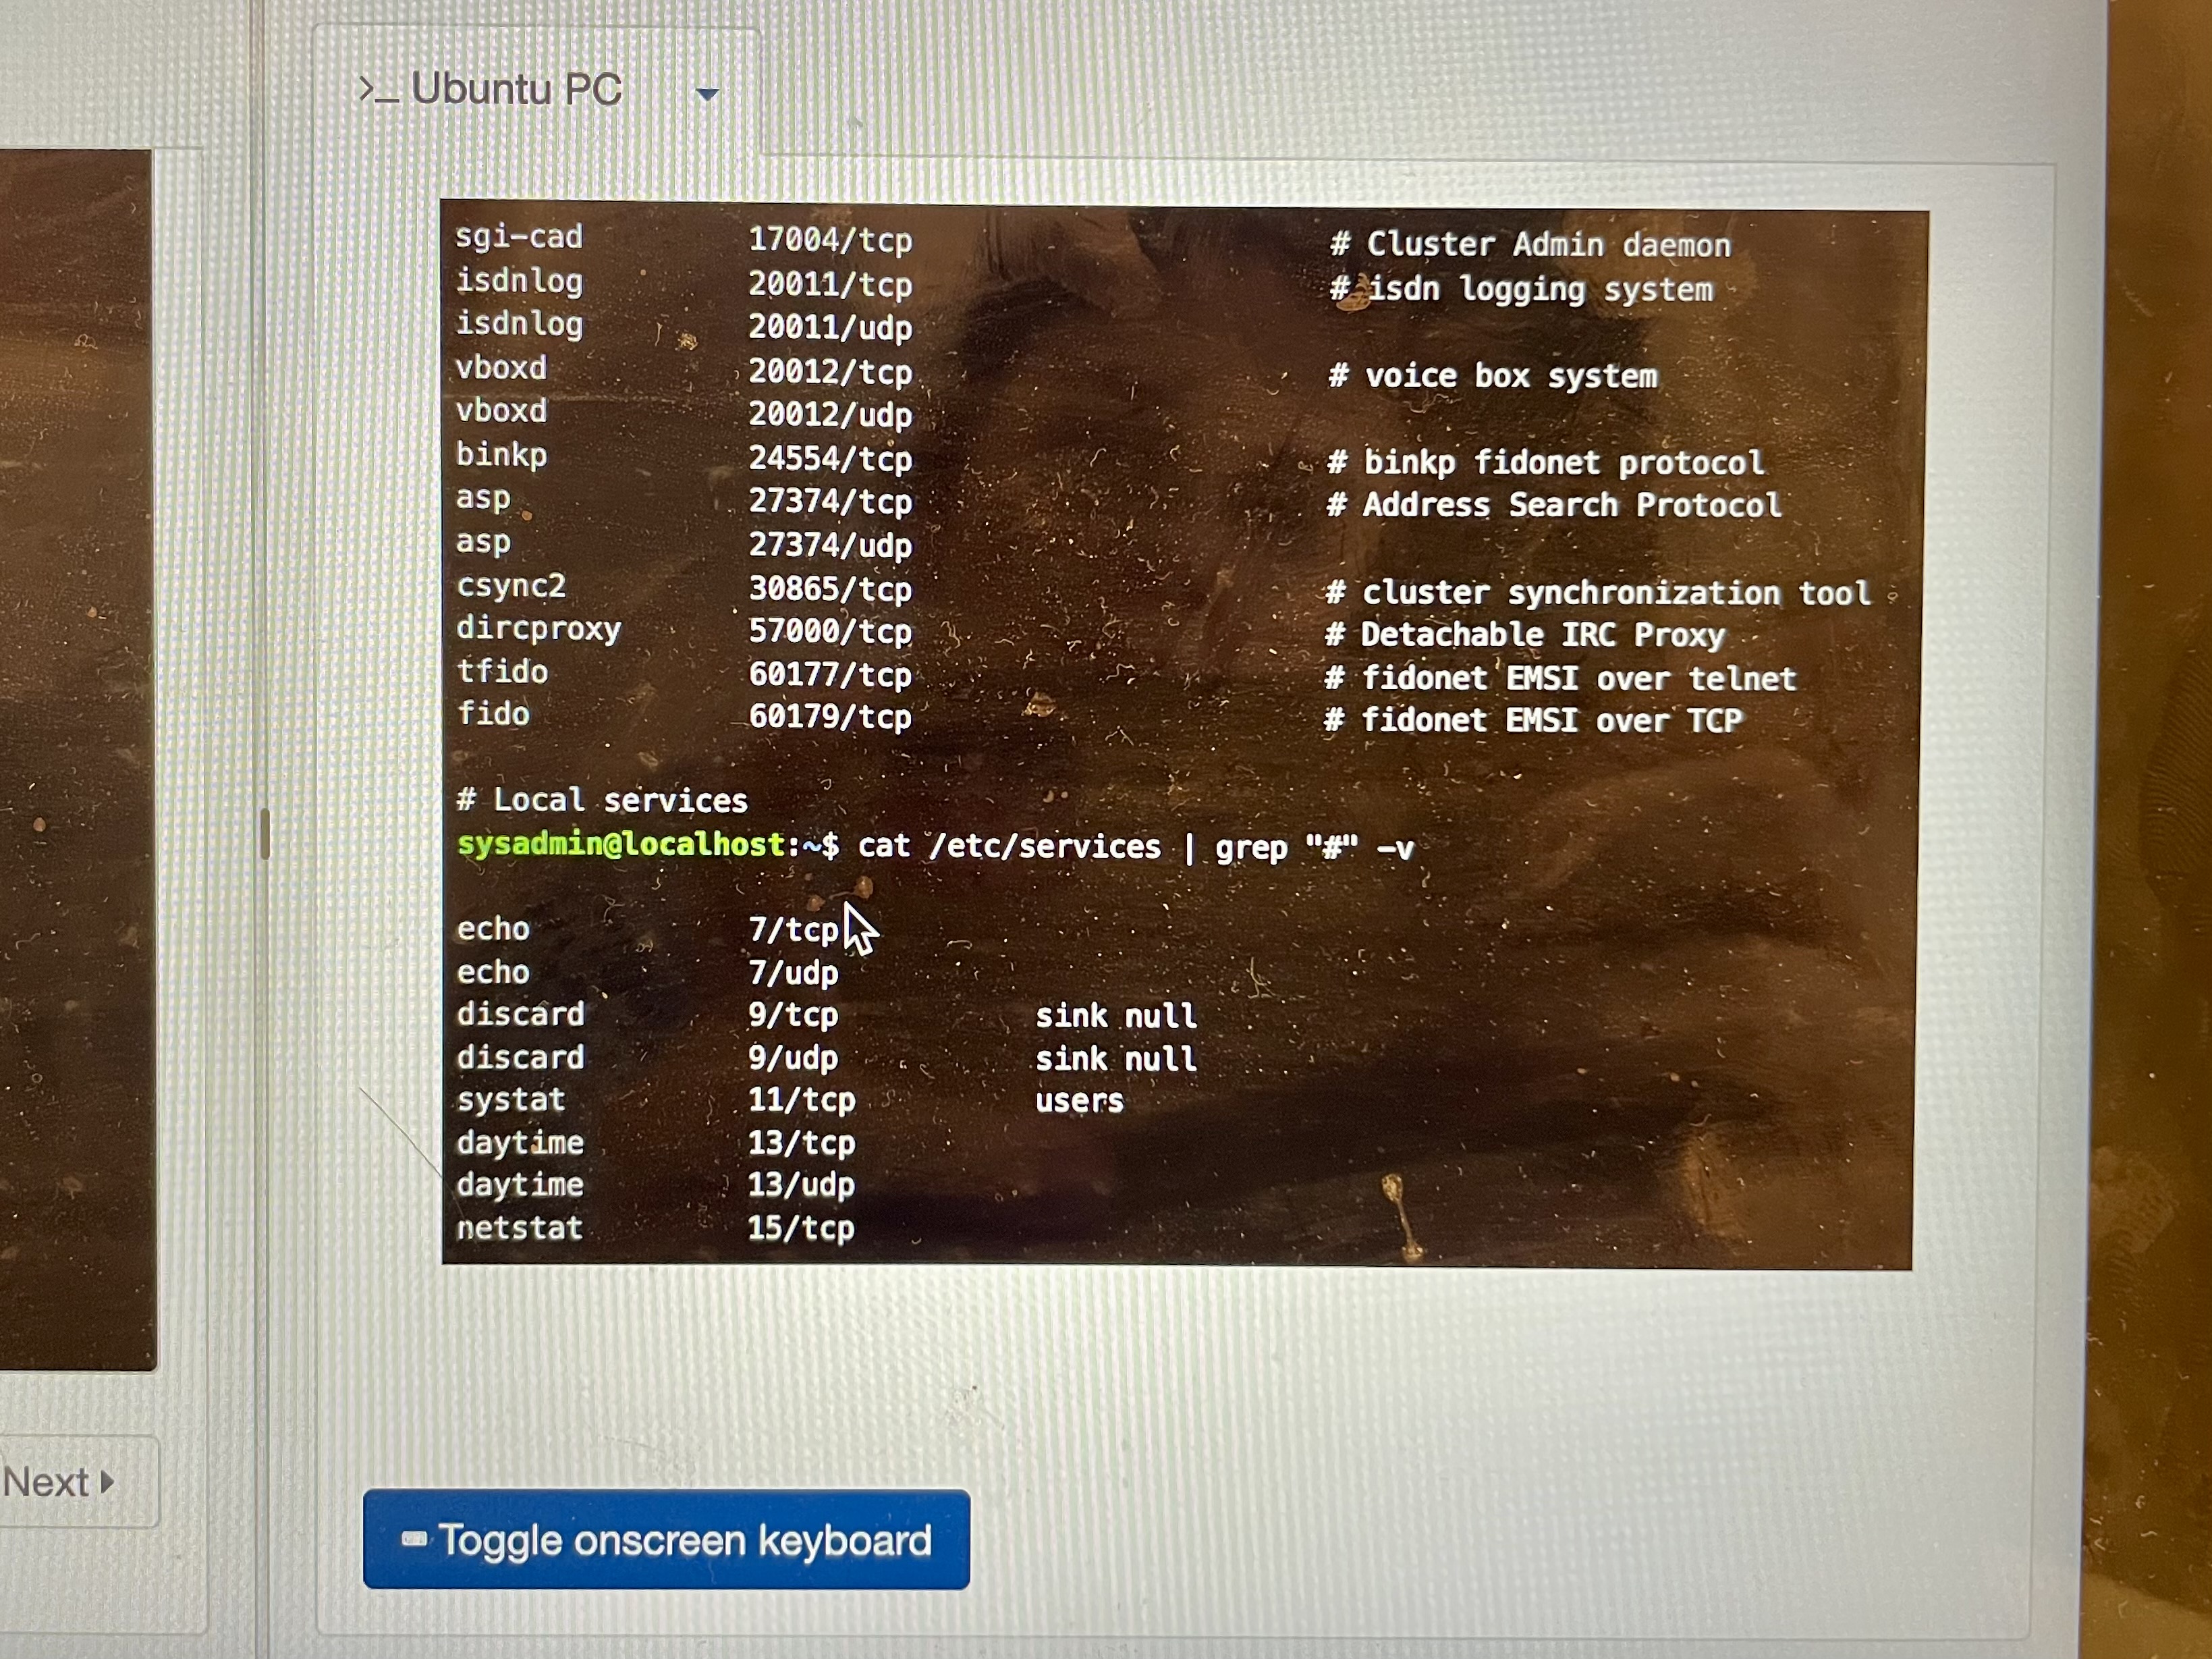 >_ Ubuntu PC
sgi-cad 17004/tcp # Cluster Admin daemon
isdnlog 20011/tcp # isdn logging system
isdnlog 20011/udp
vboxd 20012/tcp # voice box system
vboxd 20012/udp
binkp 24554/tcp # binkp fidonet protocol
asp 27374/tcp # Address Search Protocol
asp 27374/udp
csync2 30865/tcp # cluster synchronization tool
dircproxy 57000/tcp # Detachable IRC Proxy
tfido 60177/tcp # fidonet EMSI over telnet
fido 60179/tcp # fidonet EMSI over TCP
# Local services
sysadmin@localhost:~$ cat /etc/services | grep "#" -v
echo 7/tcp
echo 7/udp
discard 9/tcp sink null
discard 9/udp sink null
systat 11/tcp users
daytime 13/tcp
daytime 13/udp
netstat 15/tcp
Next
Toggle onscreen keyboard